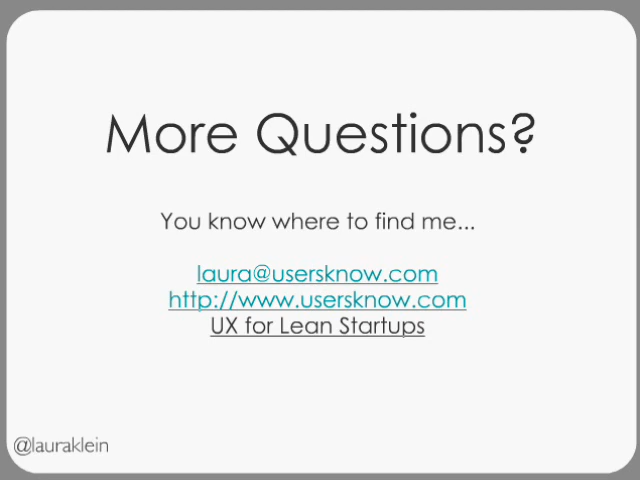 More Questions?
You know where to find me...
laura@usersknow.com
http://www.usersknow.com
UX for Lean Startups
@lauraklein